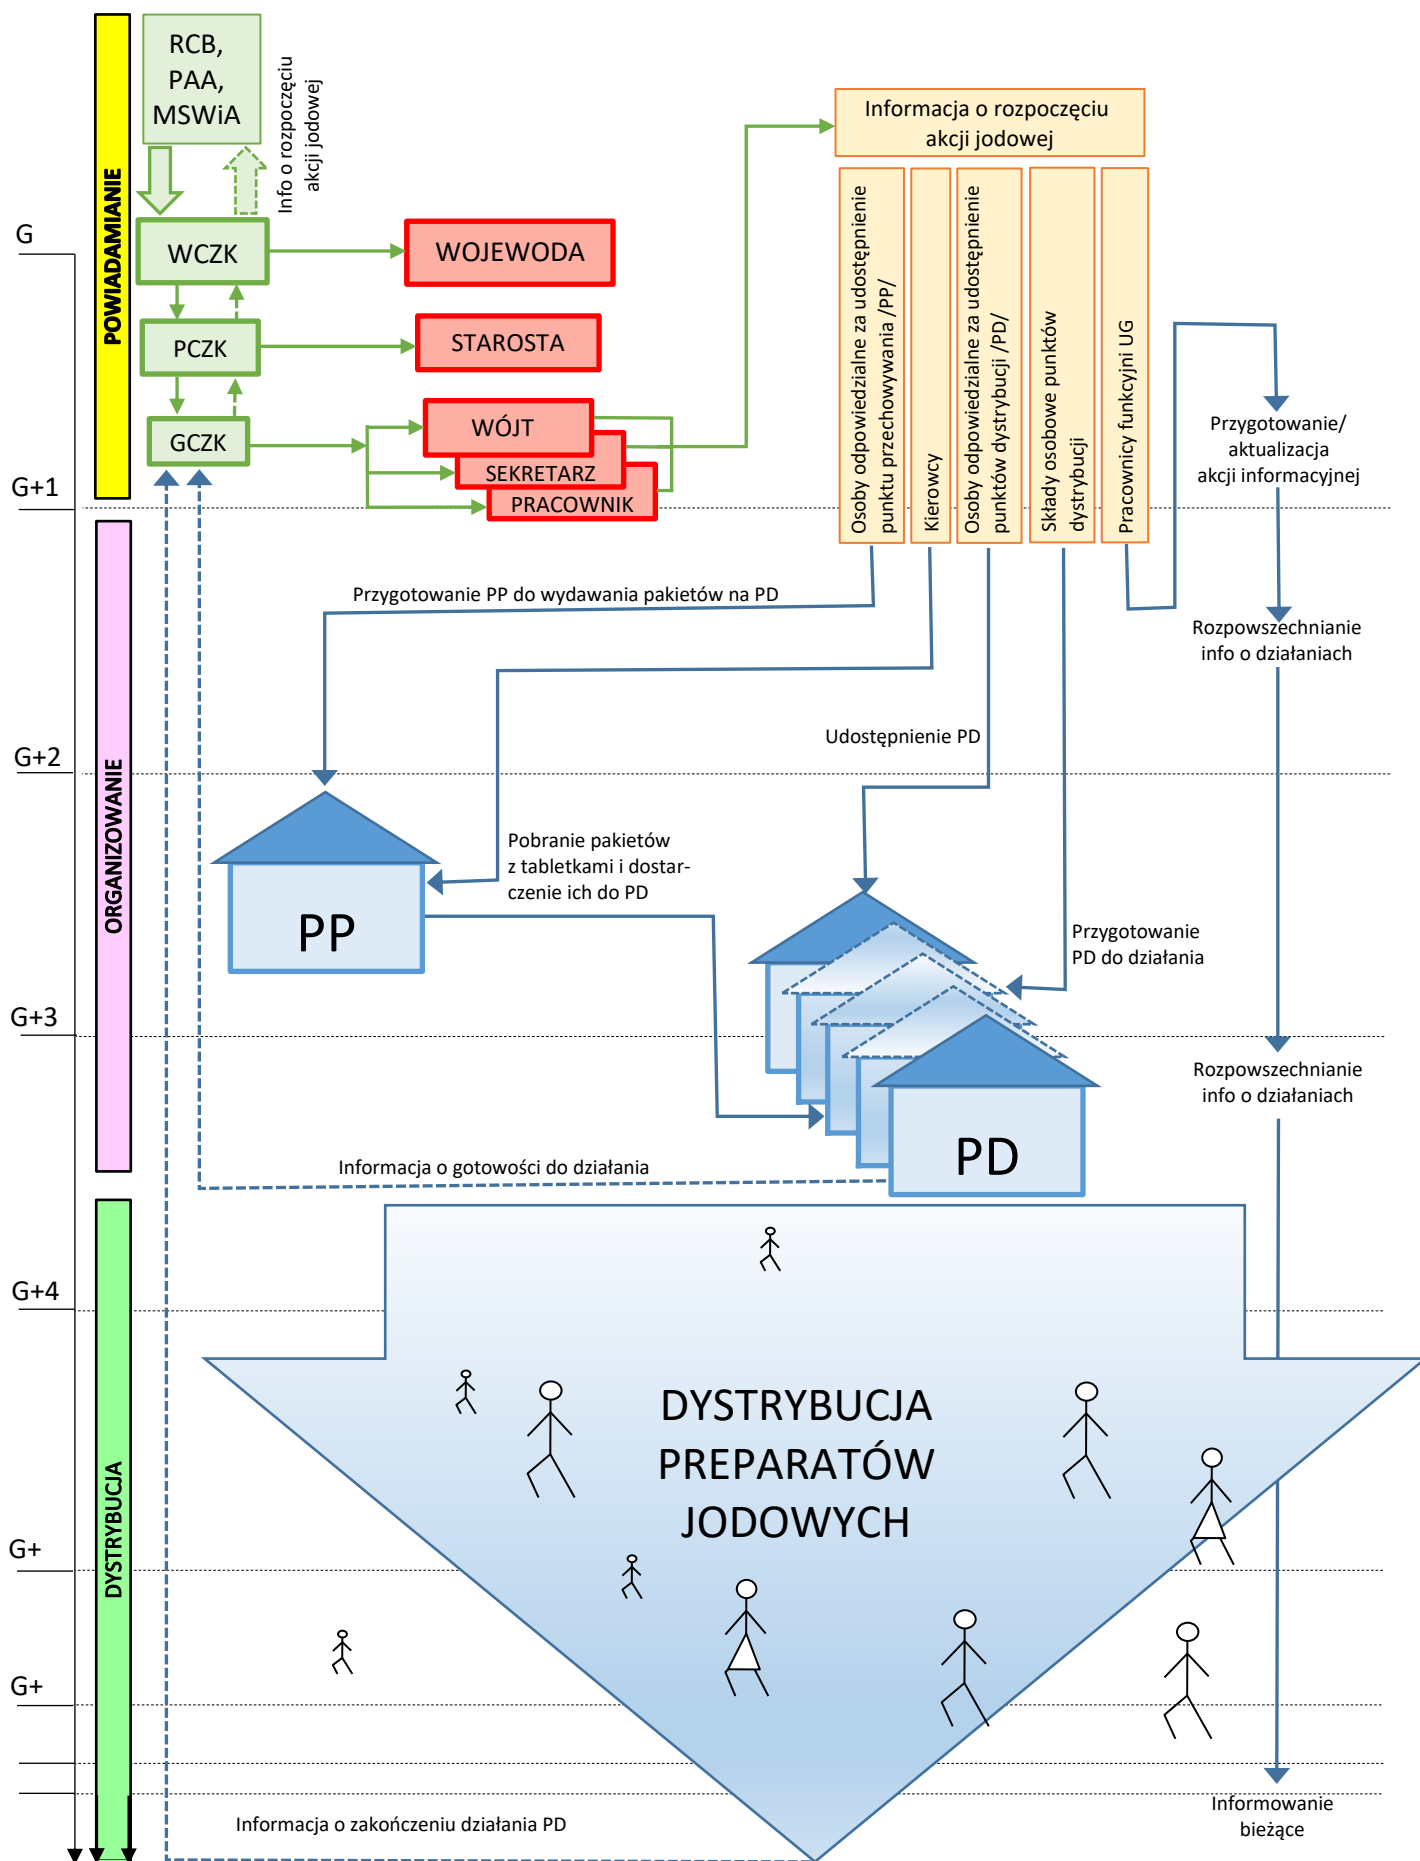 RCB,
PAA,
MSWiA
Info o rozpoczęciu
akcji jodowej
POWIADAMIANIE
G
WCZK
WOJEWODA
PCZK
STAROSTA
GCZK
WÓJT
SEKRETARZ
PRACOWNIK
G+1
Informacja o rozpoczęciu
akcji jodowej
Osoby odpowiedzialne za udostępnienie
punktu przechowywania /PP/
Kierowcy
Osoby odpowiedzialne za udostępnienie
punktów dystrybucji /PD/
Składy osobowe punktów
dystrybucji
Pracownicy funkcyjni UG
Przygotowanie/
aktualizacja
akcji informacyjnej
Przygotowanie PP do wydawania pakietów na PD
Rozpowszechnianie
info o działaniach
ORGANIZOWANIE
Udostępnienie PD
G+2
Pobranie pakietów
z tabletkami i dostar-
czenie ich do PD
PP
Przygotowanie
PD do działania
G+3
Rozpowszechnianie
info o działaniach
PD
Informacja o gotowości do działania
G+4
DYSTRYBUCJA
DYSTRYBUCJA
PREPARATÓW
JODOWYCH
G+
G+
Informacja o zakończeniu działania PD
Informowanie
bieżące